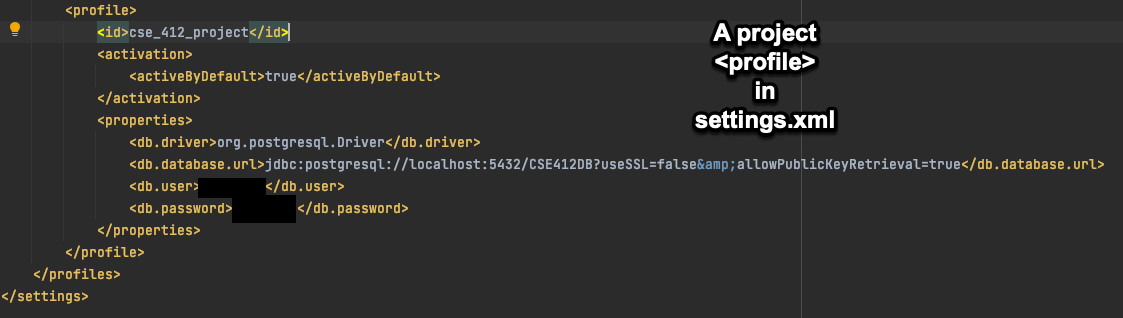 <profile>
<id>cse_412_project</id>
<activation>
<activeByDefault>true</activeByDefault>
</activation>
<properties>
<db.driver>org.postgresql.Driver</db.driver>
<db.database.url>jdbc:postgresql://localhost:5432/CSE412DB?useSSL=false&amp;allowPublicKeyRetrieval=true</db.database.url>
<db.user></db.user>
<db.password></db.password>
</properties>
</profile>
</profiles>
</settings>
A project
<profile>
in
settings.xml